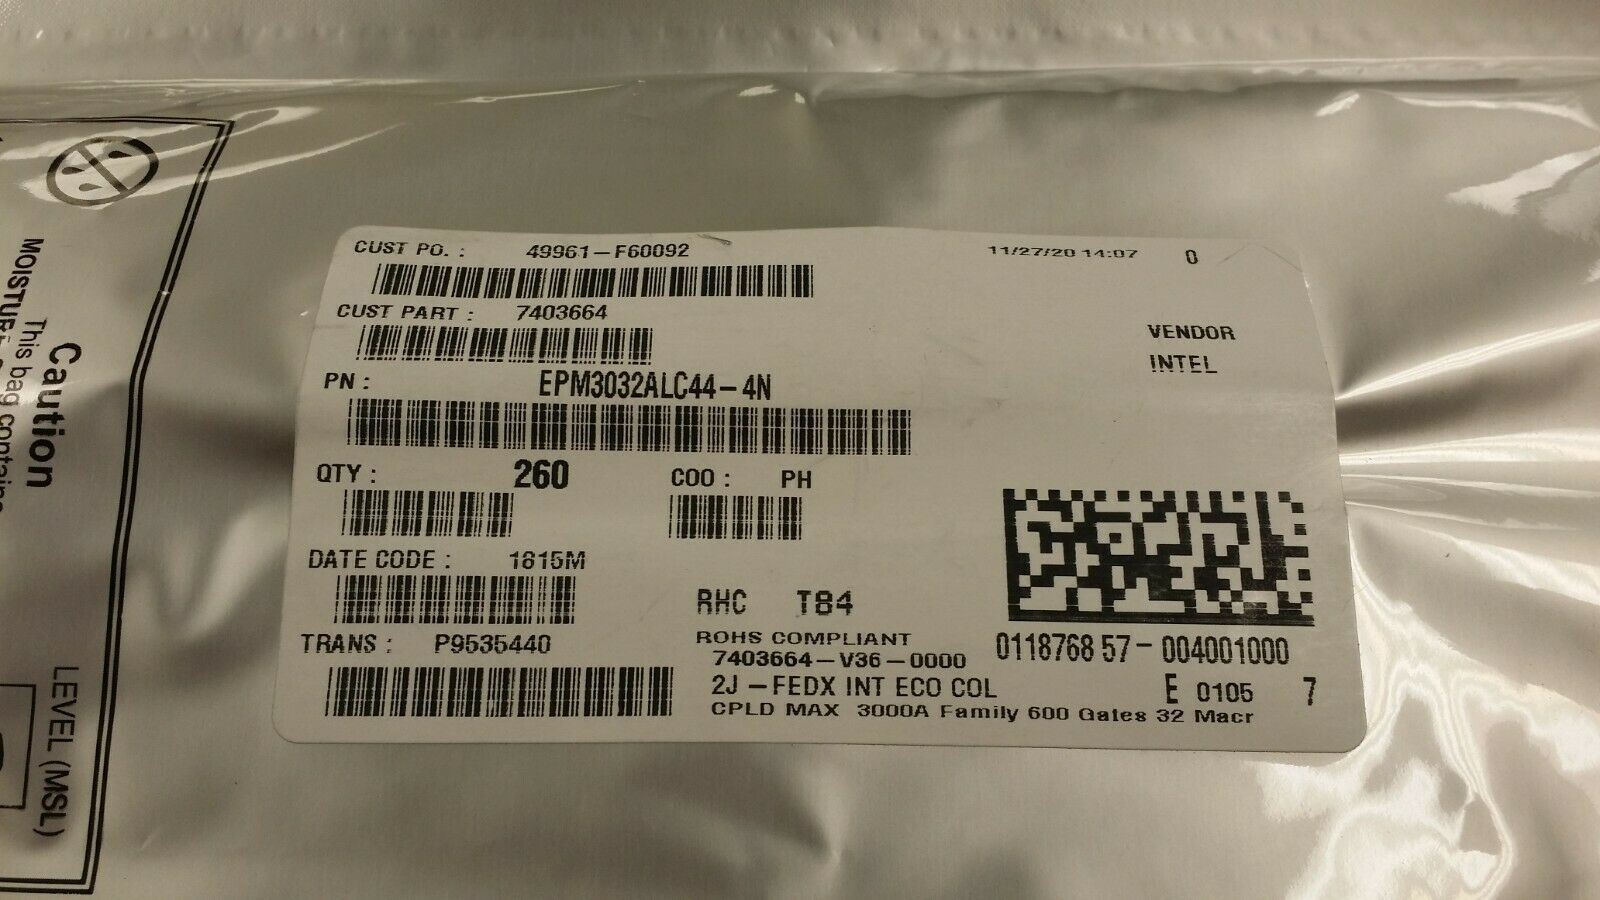 CUST PO. : 49961-F60092 11/27/20 14:07 0
CUST PART : 7403664
VENDOR
INTEL
PN : EPM3032ALC44-4N
QTY : 260 COO : PH
DATE CODE : 1815M
RHC T84
TRANS : P9535440
ROHS COMPLIANT
7403664-V36-0000
0118768 57-004001000
2J -FEDX INT ECO COL
E 0105 7
CPLD MAX 3000A Family 600 Gates 32 Macr
Caution
This bag
LEVEL (MSL)